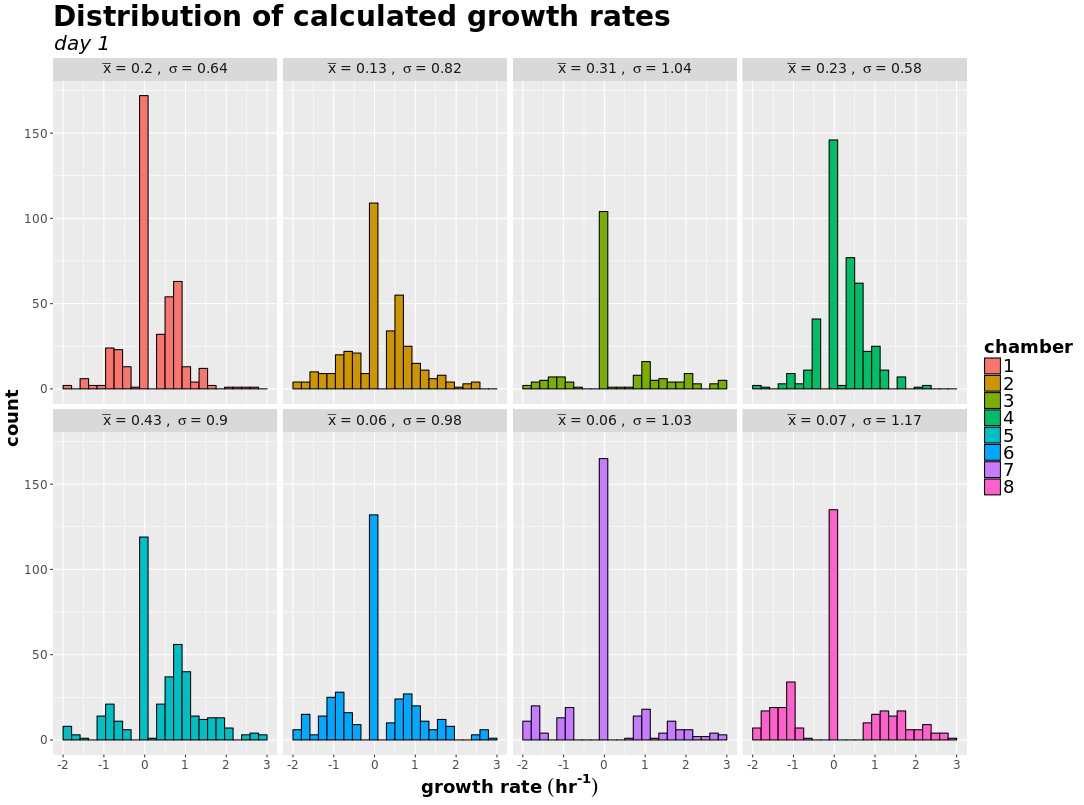 Distribution of calculated growth rates
day 1
x̅ = 0.2 , σ = 0.64
x̅ = 0.13 , σ = 0.82
x̅ = 0.31 , σ = 1.04
x̅ = 0.23 , σ = 0.58
150
100
50
0
x̅ = 0.43 , σ = 0.9
x̅ = 0.06 , σ = 0.98
x̅ = 0.06 , σ = 1.03
x̅ = 0.07 , σ = 1.17
150
100
50
0
-2 -1 0 1 2 3
-2 -1 0 1 2 3
-2 -1 0 1 2 3
-2 -1 0 1 2 3
count
growth rate (hr⁻¹)
chamber
1
2
3
4
5
6
7
8